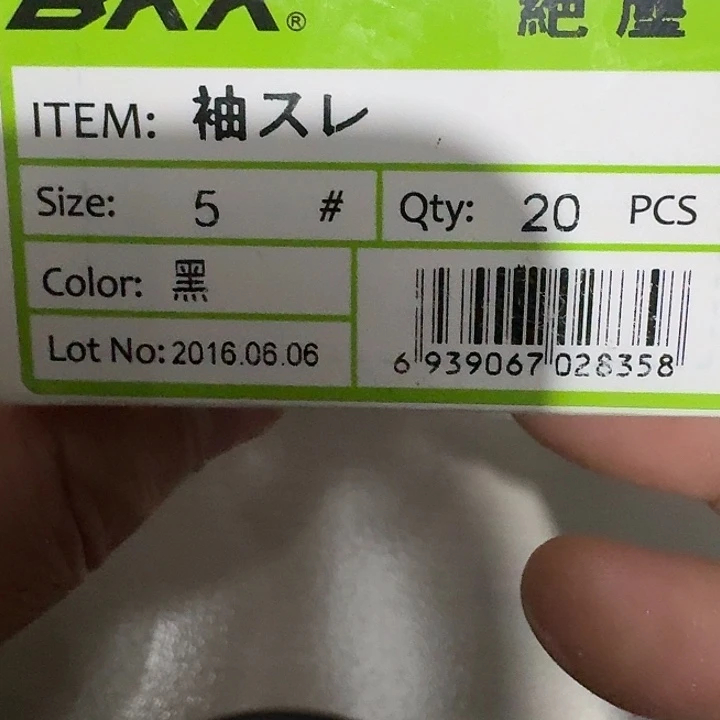 ITEM: 袖スレ
Size: 5 # Qty: 20 PCS
Color: 黑
Lot No: 2016.06.06
6 939067 028358